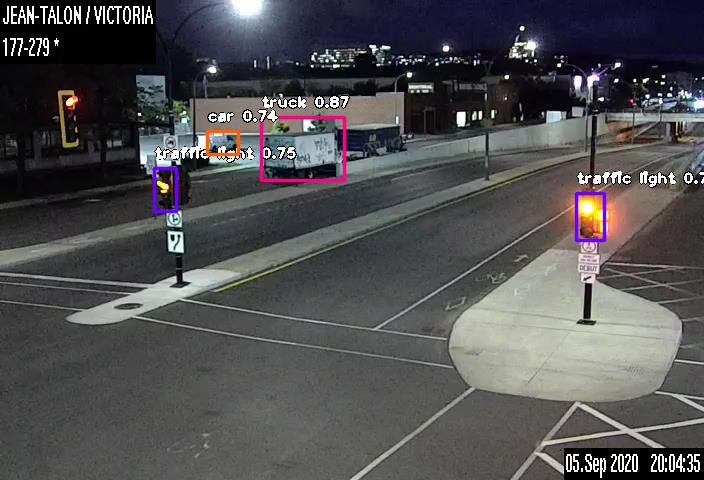 JEAN-TALON / VICTORIA
177-279 *
truck 0.87
car 0.74
traffic light 0.75
traffic light 0.7
DÉBUT
05.Sep 2020 20:04:35